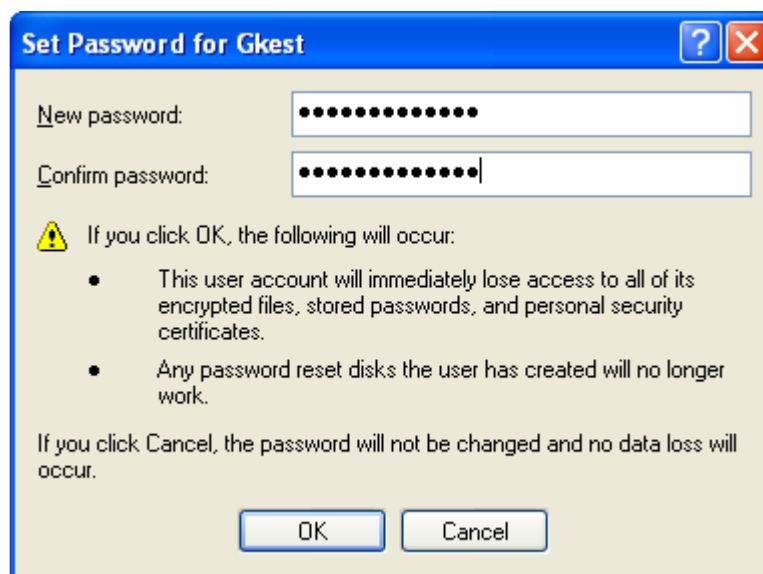 Set Password for Gkest
New password:
Confirm password:
If you click OK, the following will occur:
This user account will immediately lose access to all of its
encrypted files, stored passwords, and personal security
certificates.
Any password reset disks the user has created will no longer
work.
If you click Cancel, the password will not be changed and no data loss will
occur.
OK Cancel